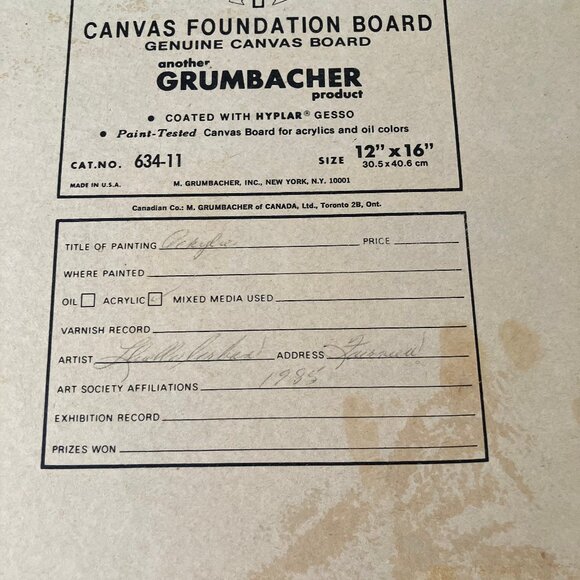 CANVAS FOUNDATION BOARD
GENUINE CANVAS BOARD
another
GRUMBACHER
product
• COATED WITH HYPLAR® GESSO
• Paint-Tested Canvas Board for acrylics and oil colors
CAT.NO. 634-11 SIZE 12" x 16"
30.5 x 40.6 cm
MADE IN U.S.A. M. GRUMBACHER, INC., NEW YORK, N.Y. 10001
Canadian Co.: M. GRUMBACHER of CANADA, Ltd., Toronto 2B, Ont.
TITLE OF PAINTING PRICE
WHERE PAINTED
OIL ACRYLIC MIXED MEDIA USED
VARNISH RECORD
ARTIST ADDRESS
ART SOCIETY AFFILIATIONS 1985
EXHIBITION RECORD
PRIZES WON